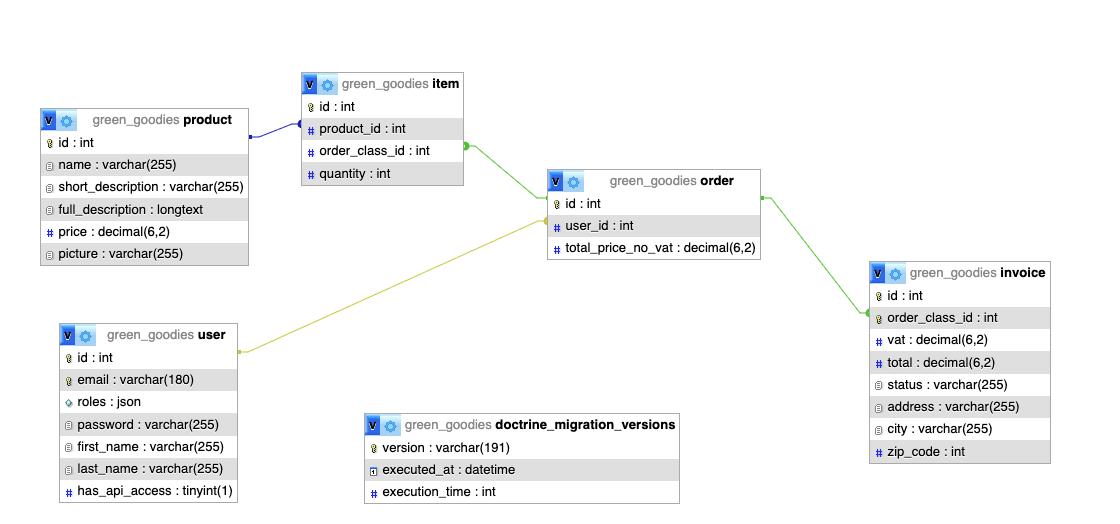 V green_goodies item
id : int
product_id : int
order_class_id : int
quantity : int
V green_goodies product
id : int
name : varchar(255)
short_description : varchar(255)
full_description : longtext
price : decimal(6,2)
picture : varchar(255)
V green_goodies order
id : int
user_id : int
total_price_no_vat : decimal(6,2)
V green_goodies invoice
id : int
order_class_id : int
vat : decimal(6,2)
total : decimal(6,2)
status : varchar(255)
address : varchar(255)
city : varchar(255)
zip_code : int
V green_goodies user
id : int
email : varchar(180)
roles : json
password : varchar(255)
first_name : varchar(255)
last_name : varchar(255)
has_api_access : tinyint(1)
V green_goodies doctrine_migration_versions
version : varchar(191)
executed_at : datetime
execution_time : int